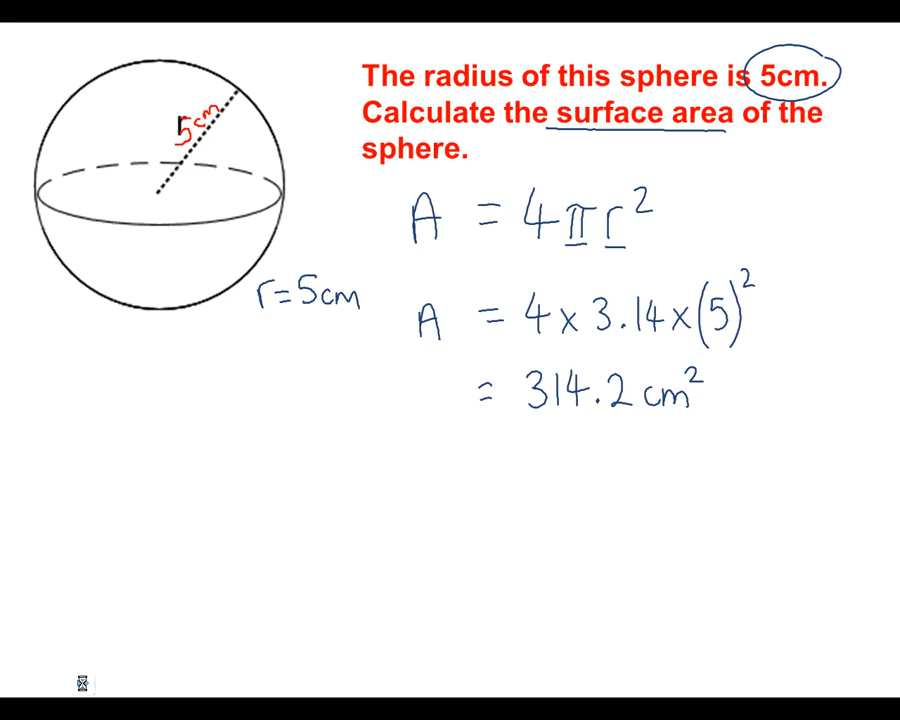 The radius of this sphere is 5cm.
Calculate the surface area of the
sphere.
r
5cm
A = 4πr²
r = 5cm
A = 4 x 3.14 x (5)²
= 314.2 cm²